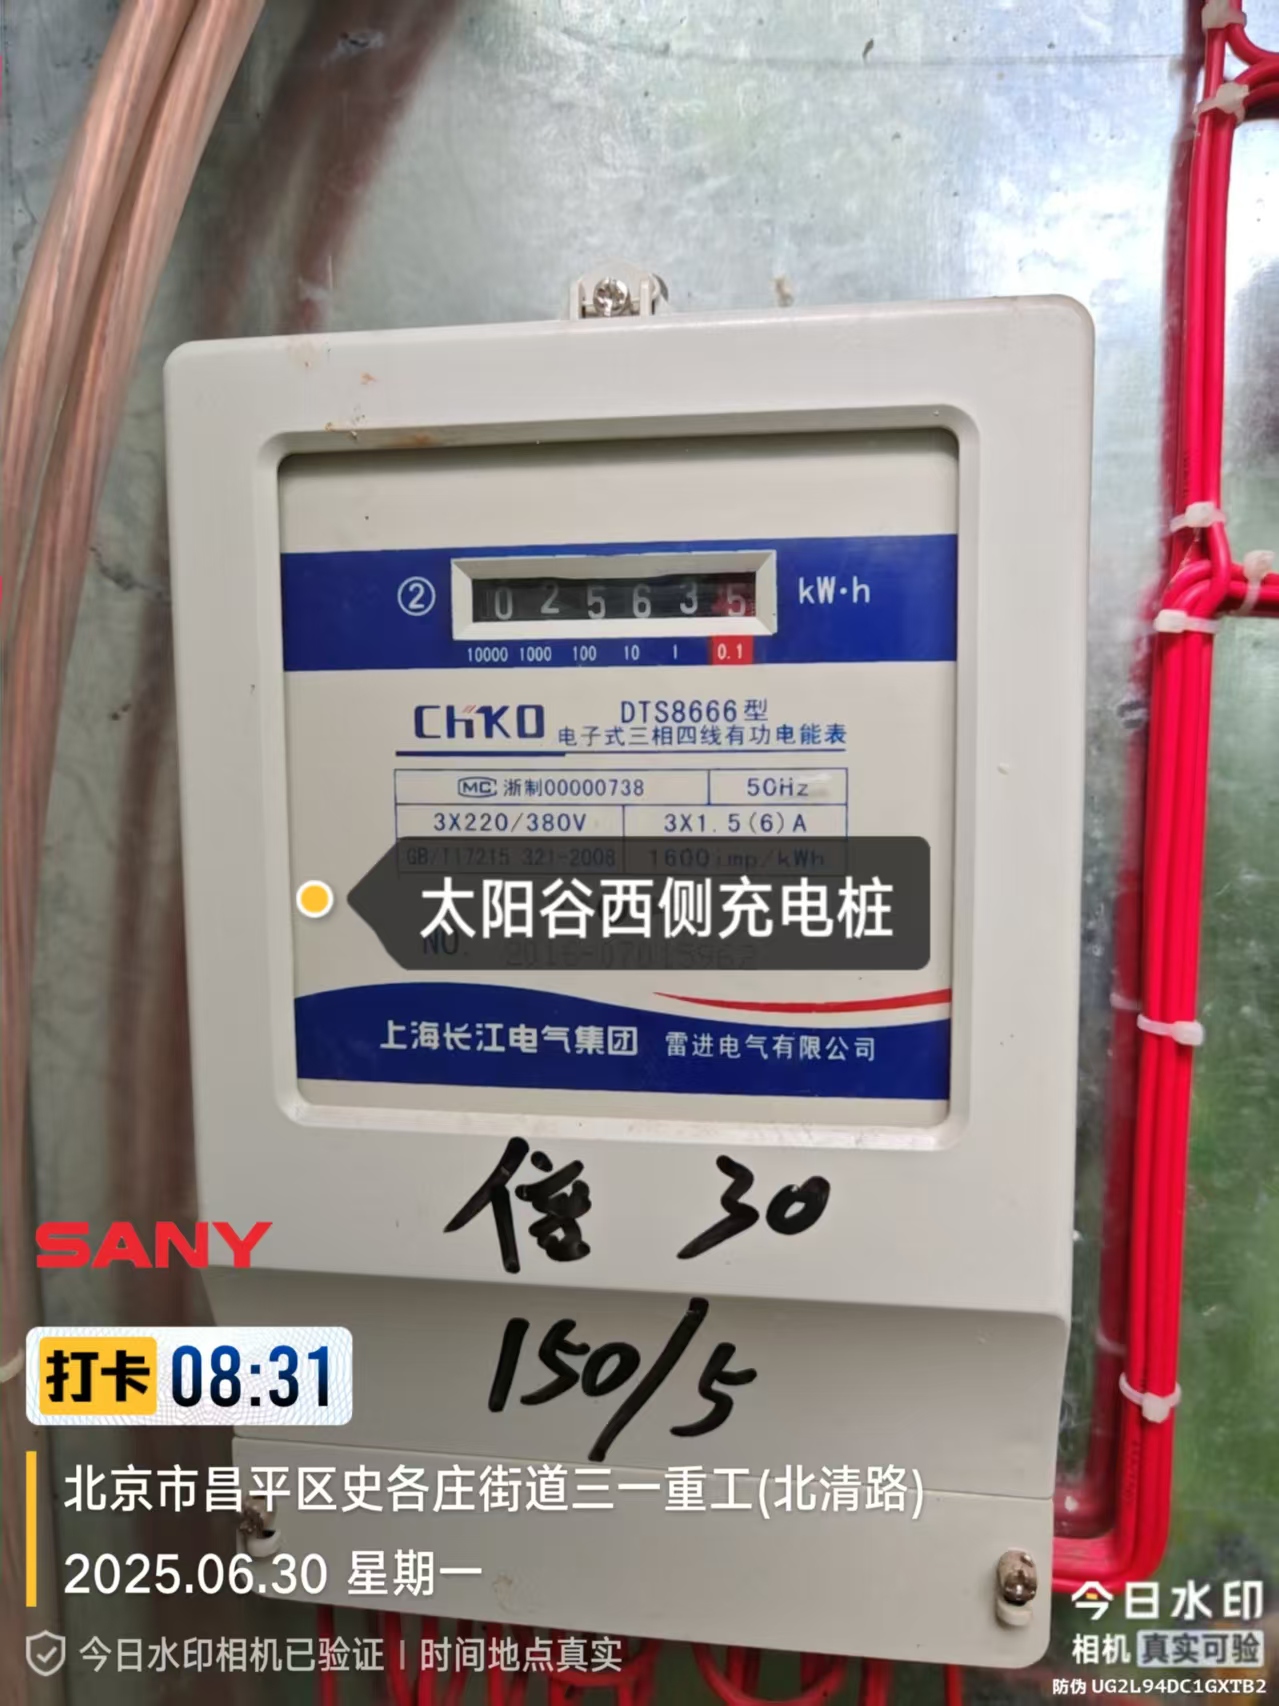 ② 025635 kW·h
10000 1000 100 10 1 0.1
CHKO DTS8666型
电子式三相四线有功电能表
MC 浙制00000738 50Hz
3X220/380V 3X1.5(6)A
GB/T17215 321-2008 1600imp/kWh
太阳谷西侧充电桩
NO. 2016-07015962
上海长江电气集团 雷进电气有限公司
倍 30
150/5
SANY
打卡 08:31
北京市昌平区史各庄街道三一重工(北清路)
2025.06.30 星期一
今日水印相机已验证 | 时间地点真实
今日水印
相机 真实可验
防伪 UG2L94DC1GXTB2